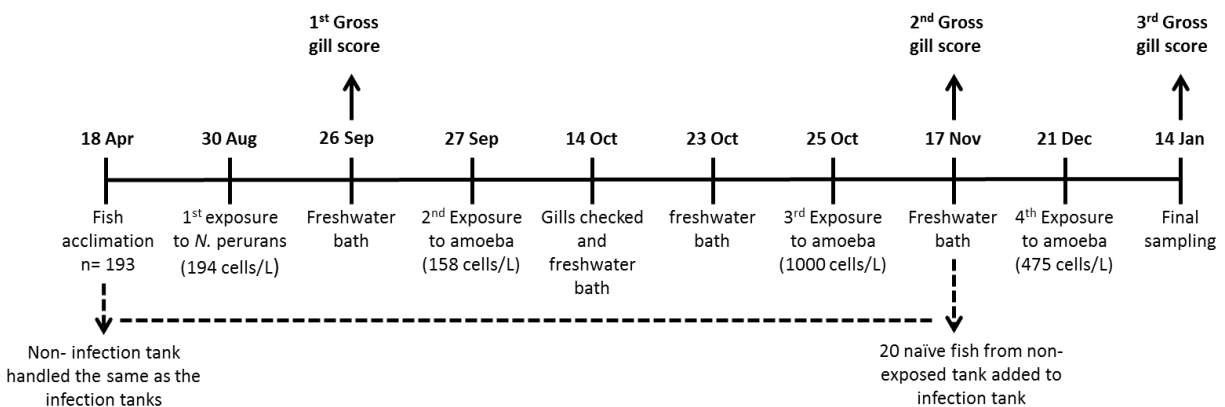 1st Gross
gill score
2nd Gross
gill score
3rd Gross
gill score
18 Apr
30 Aug
26 Sep
27 Sep
14 Oct
23 Oct
25 Oct
17 Nov
21 Dec
14 Jan
Fish
acclimation
n= 193
1st exposure
to N. perurans
(194 cells/L)
Freshwater
bath
2nd Exposure
to amoeba
(158 cells/L)
Gills checked
and
freshwater
bath
freshwater
bath
3rd Exposure
to amoeba
(1000 cells/L)
Freshwater
bath
4th Exposure
to amoeba
(475 cells/L)
Final
sampling
Non- infection tank
handled the same as the
infection tanks
20 naïve fish from non-
exposed tank added to
infection tank